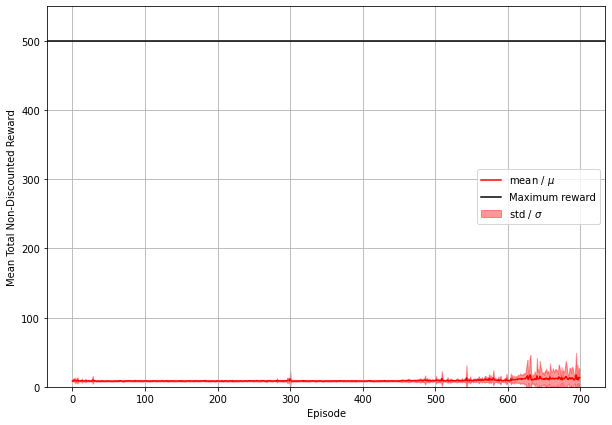 500
400
300
200
100
0
Mean Total Non-Discounted Reward
mean / μ
Maximum reward
std / σ
0 100 200 300 400 500 600 700
Episode